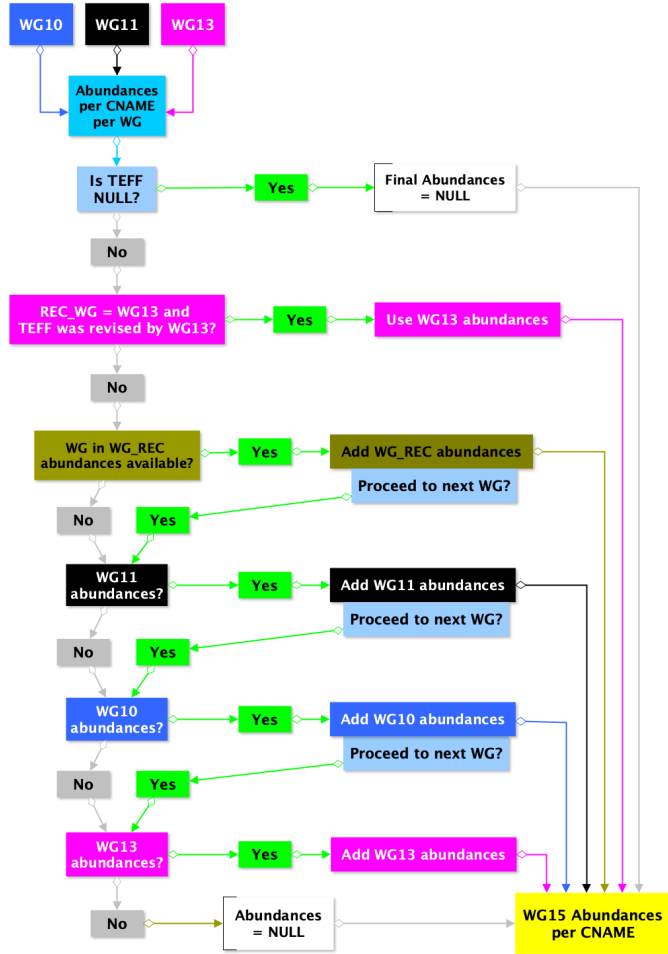 WG10
WG11
WG13
Abundances
per CNAME
per WG
Is TEFF
NULL?
Yes
Final Abundances
= NULL
No
REC_WG = WG13 and
TEFF was revised by WG13?
Yes
Use WG13 abundances
No
WG in WG_REC
abundances available?
Yes
Add WG_REC abundances
Proceed to next WG?
No
Yes
WG11
abundances?
Yes
Add WG11 abundances
Proceed to next WG?
No
Yes
WG10
abundances?
Yes
Add WG10 abundances
Proceed to next WG?
No
Yes
WG13
abundances?
Yes
Add WG13 abundances
No
Abundances
= NULL
WG15 Abundances
per CNAME